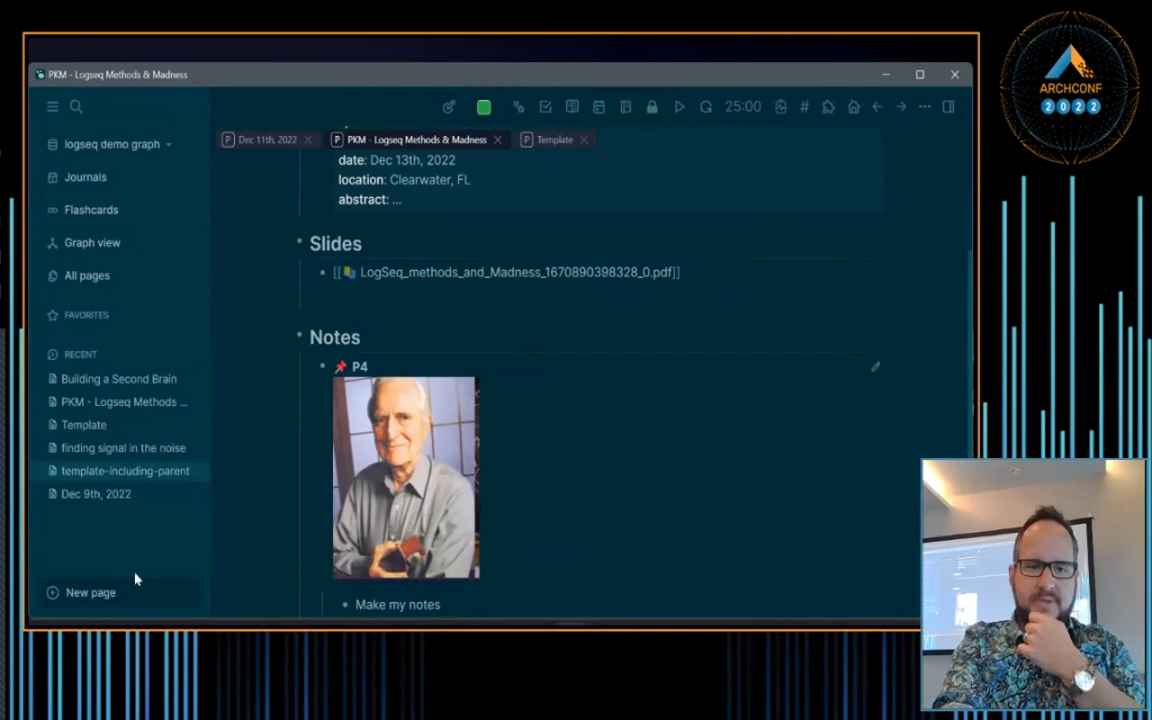 PKM - Logseq Methods & Madness
logseq demo graph
Journals
Flashcards
Graph view
All pages
FAVORITES
RECENT
Building a Second Brain
PKM - Logseq Methods ...
Template
finding signal in the noise
template-including-parent
Dec 9th, 2022
New page
25:00
P Dec 11th, 2022
P PKM - Logseq Methods & Madness
P Template
date: Dec 13th, 2022
location: Clearwater, FL
abstract: ...
Slides
[[LogSeq_methods_and_Madness_1670890398328_0.pdf]]
Notes
P4
Make my notes
ARCHCONF
2022